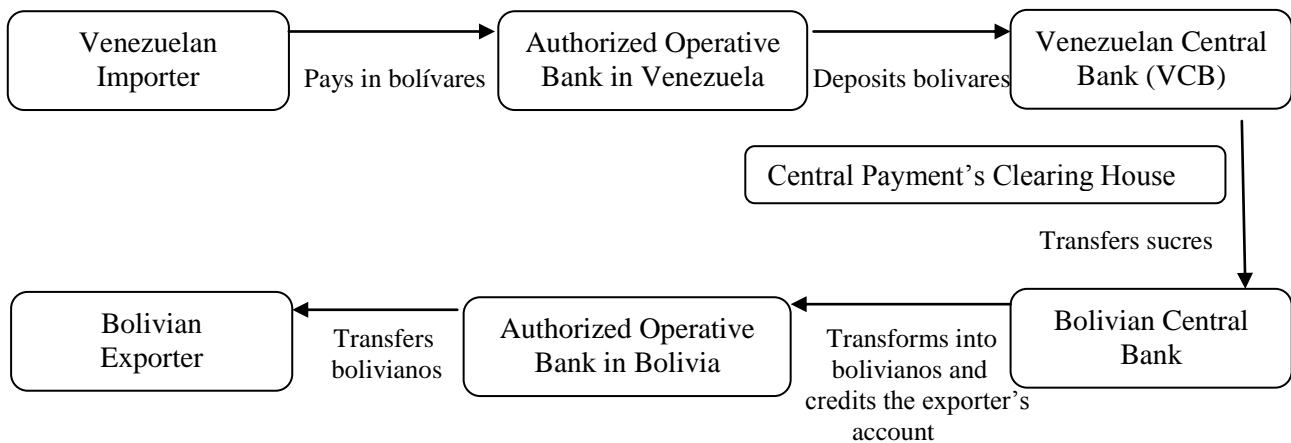 Venezuelan
Importer
Pays in bolívares
Authorized Operative
Bank in Venezuela
Deposits bolivares
Venezuelan Central
Bank (VCB)
Central Payment’s Clearing House
Transfers sucres
Bolivian Central
Bank
Transforms into
bolivianos and
credits the exporter’s
account
Authorized Operative
Bank in Bolivia
Transfers
bolivianos
Bolivian
Exporter